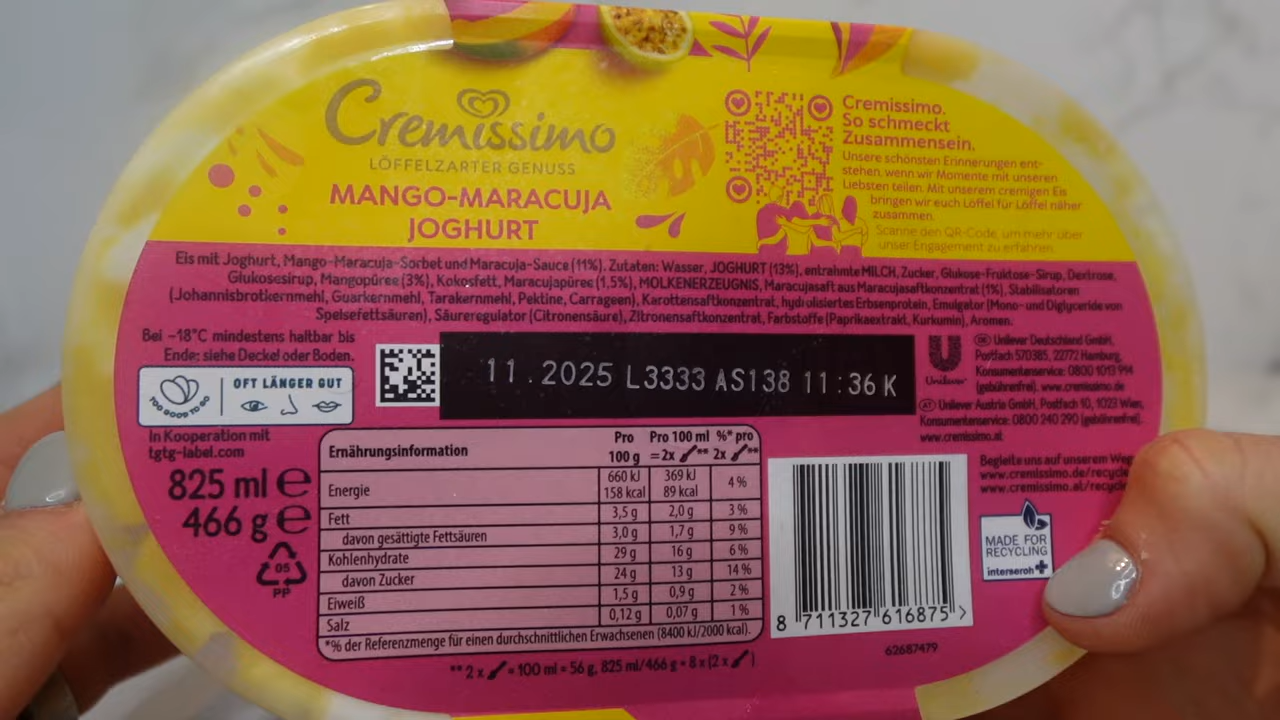 Cremissimo
LÖFFELZARTER GENUSS
MANGO-MARACUJA
JOGHURT
Cremissimo.
So schmeckt
Zusammensein.
Unsere schönsten Erinnerungen ent-
stehen, wenn wir Momente mit unseren
Liebsten teilen. Mit unserem cremigen Eis
bringen wir euch Löffel für Löffel näher
zusammen.
Scanne den QR-Code, um mehr über
unser Engagement zu erfahren.
Eis mit Joghurt, Mango-Maracuja-Sorbet und Maracuja-Sauce (11%). Zutaten: Wasser, JOGHURT (13%), entrahmte MILCH, Zucker, Glukose-Fruktose-Sirup, Dextrose,
Glukosesirup, Mangopüree (3%), Kokosfett, Maracujapüree (1,5%), MOLKENERZEUGNIS, Maracujasaft aus Maracujasaftkonzentrat (1%), Stabilisatoren
(Johannisbrotkernmehl, Guarkernmehl, Tarakernmehl, Pektine, Carrageen), Karottensaftkonzentrat, hydrolisiertes Erbsenprotein, Emulgator (Mono- und Diglyceride von
Speisefettsäuren), Säureregulator (Citronensäure), Zitronensaftkonzentrat, Farbstoffe (Paprikaextrakt, Kurkumin), Aromen.
Bei −18°C mindestens haltbar bis
Ende: siehe Deckel oder Boden.
TOO GOOD TO GO
OFT LÄNGER GUT
In Kooperation mit
tgtg-label.com
825 ml e
466 g e
05
PP
11.2025 L3333 AS138 11:36 K
Unilever
DE Unilever Deutschland GmbH,
Postfach 570385, 22772 Hamburg,
Konsumentenservice: 0800 1013 914
(gebührenfrei). www.cremissimo.de
AT Unilever Austria GmbH, Postfach 10, 1023 Wien,
Konsumentenservice: 0800 240 290 (gebührenfrei).
www.cremissimo.at
Ernährungsinformation Pro 100 g Pro 100 ml =2x ** %* pro 2x **
Energie 660 kJ 158 kcal 369 kJ 89 kcal 4%
Fett 3,5 g 2,0 g 3%
davon gesättigte Fettsäuren 3,0 g 1,7 g 9%
Kohlenhydrate 29 g 16 g 6%
davon Zucker 24 g 13 g 14%
Eiweiß 1,5 g 0,9 g 2%
Salz 0,12 g 0,07 g 1%
*% der Referenzmenge für einen durchschnittlichen Erwachsenen (8400 kJ/2000 kcal).
** 2 x = 100 ml = 56 g, 825 ml/466 g = 8 x (2 x )
8 711327 616875 >
62687479
Begleite uns auf unserem Weg
www.cremissimo.de/recycle
www.cremissimo.at/recycle
MADE FOR
RECYCLING
interseroh+